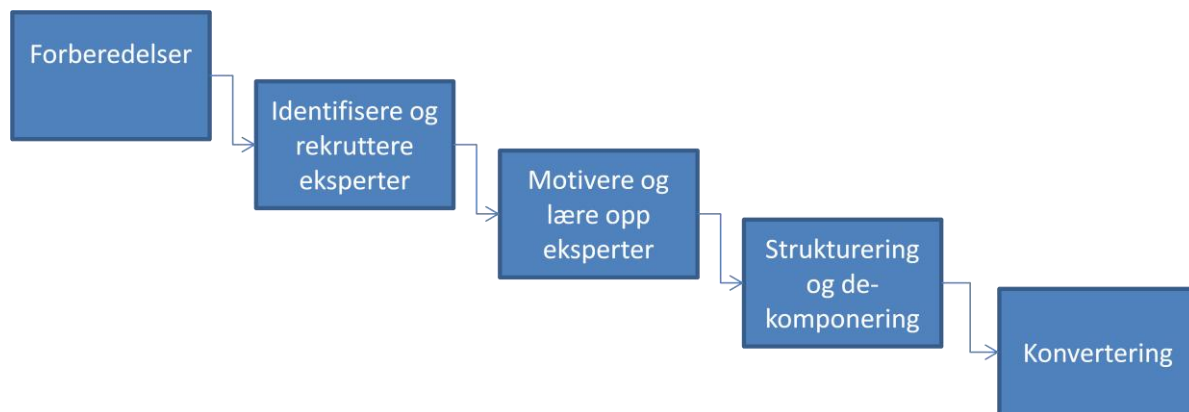 Forberedelser
Identifisere og
rekruttere
eksperter
Motivere og
lære opp
eksperter
Strukturering
og de-
komponering
Konvertering